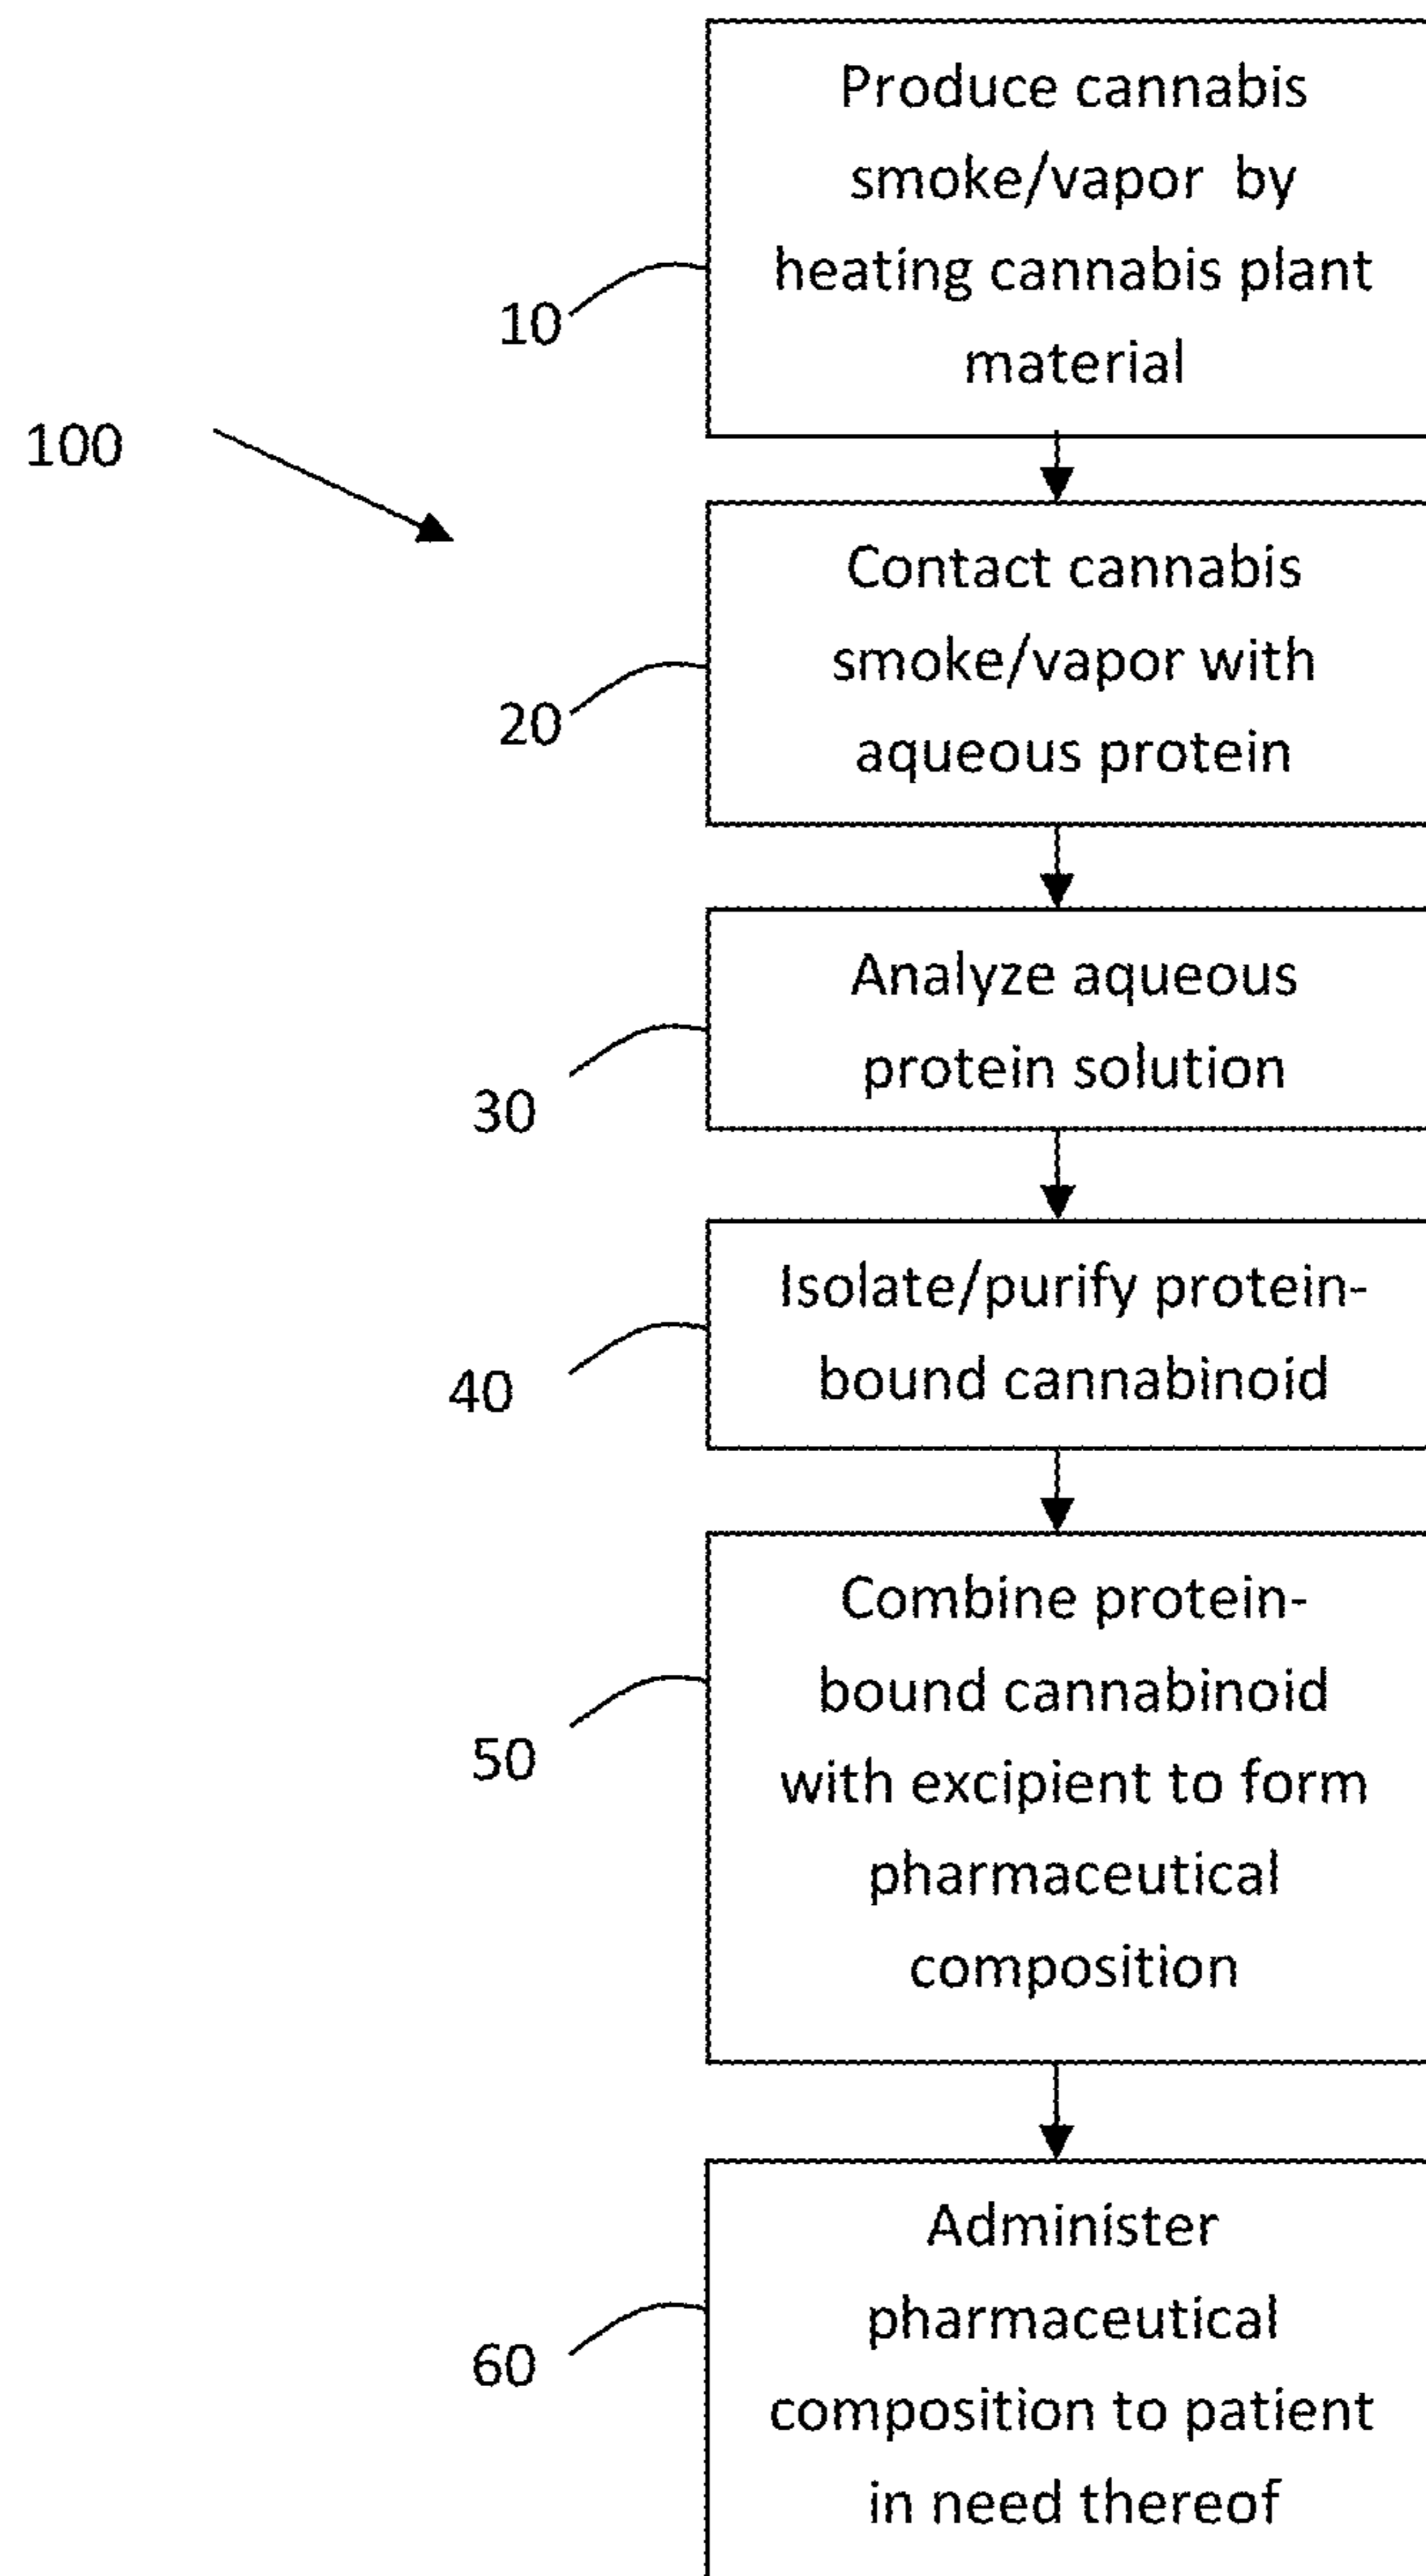 Produce cannabis
smoke/vapor by
heating cannabis plant
material
10
100
Contact cannabis
smoke/vapor with
aqueous protein
20
Analyze aqueous
protein solution
30
Isolate/purify protein-
bound cannabinoid
40
Combine protein-
bound cannabinoid
with excipient to form
pharmaceutical
composition
50
Administer
pharmaceutical
composition to patient
in need thereof
60